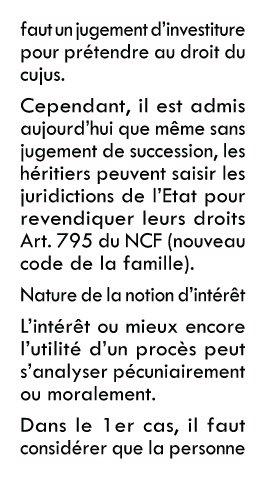 faut un jugement d'investiture
pour prétendre au droit du
cujus.
Cependant, il est admis
aujourd'hui que même sans
jugement de succession, les
héritiers peuvent saisir les
juridictions de l'Etat pour
revendiquer leurs droits
Art. 795 du NCF (nouveau
code de la famille).
Nature de la notion d'intérêt
L'intérêt ou mieux encore
l'utilité d'un procès peut
s'analyser pécuniairement
ou moralement.
Dans le 1er cas, il faut
considérer que la personne